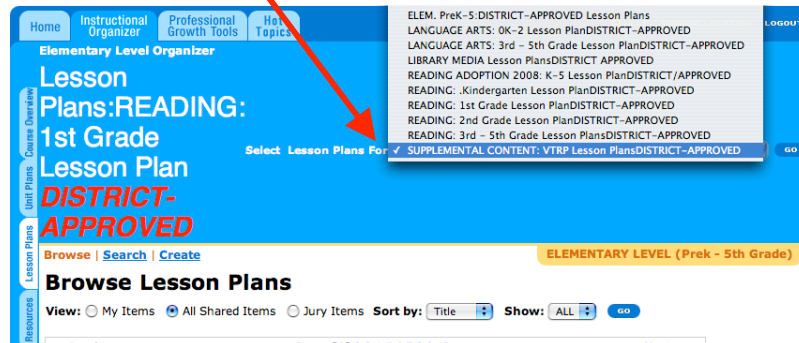 Home
Instructional Organizer
Professional Growth Tools
Hot Topics
LOGOUT
Elementary Level Organizer
Lesson
Plans:READING:
1st Grade
Lesson Plan
DISTRICT-
APPROVED
Select Lesson Plans For
ELEM. PreK-5:DISTRICT-APPROVED Lesson Plans
LANGUAGE ARTS: 0K-2 Lesson PlanDISTRICT-APPROVED
LANGUAGE ARTS: 3rd - 5th Grade Lesson PlanDISTRICT-APPROVED
LIBRARY MEDIA Lesson PlansDISTRICT APPROVED
READING ADOPTION 2008: K-5 Lesson PlanDISTRICT/APPROVED
READING: .Kindergarten Lesson PlanDISTRICT-APPROVED
READING: 1st Grade Lesson PlanDISTRICT-APPROVED
READING: 2nd Grade Lesson PlanDISTRICT-APPROVED
READING: 3rd - 5th Grade Lesson PlansDISTRICT-APPROVED
✓ SUPPLEMENTAL CONTENT: VTRP Lesson PlansDISTRICT-APPROVED
GO
Course Overview
Unit Plans
Lesson Plans
Resources
Browse | Search | Create
ELEMENTARY LEVEL (Prek - 5th Grade)
Browse Lesson Plans
View: My Items All Shared Items Jury Items Sort by: Title Show: ALL GO